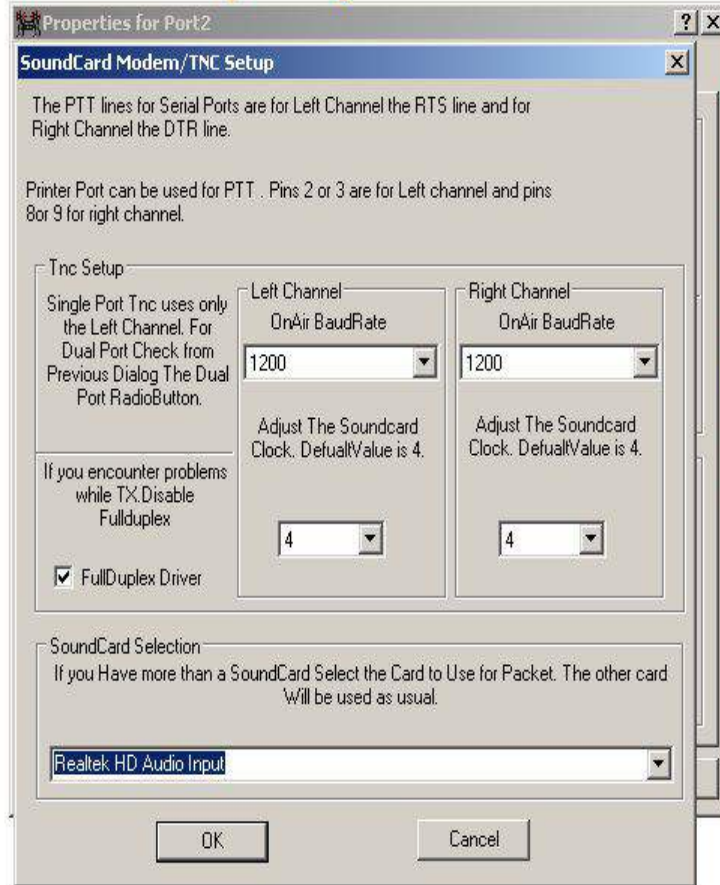 Properties for Port2
SoundCard Modem/TNC Setup
The PTT lines for Serial Ports are for Left Channel the RTS line and for
Right Channel the DTR line.
Printer Port can be used for PTT . Pins 2 or 3 are for Left channel and pins
8or 9 for right channel.
Tnc Setup
Single Port Tnc uses only
the Left Channel. For
Dual Port Check from
Previous Dialog The Dual
Port RadioButton.
If you encounter problems
while TX.Disable
Fullduplex
FullDuplex Driver
Left Channel
OnAir BaudRate
1200
Adjust The Soundcard
Clock. DefualtValue is 4.
4
Right Channel
OnAir BaudRate
1200
Adjust The Soundcard
Clock. DefualtValue is 4.
4
SoundCard Selection
If you Have more than a SoundCard Select the Card to Use for Packet. The other card
Will be used as usual.
Realtek HD Audio Input
OK
Cancel